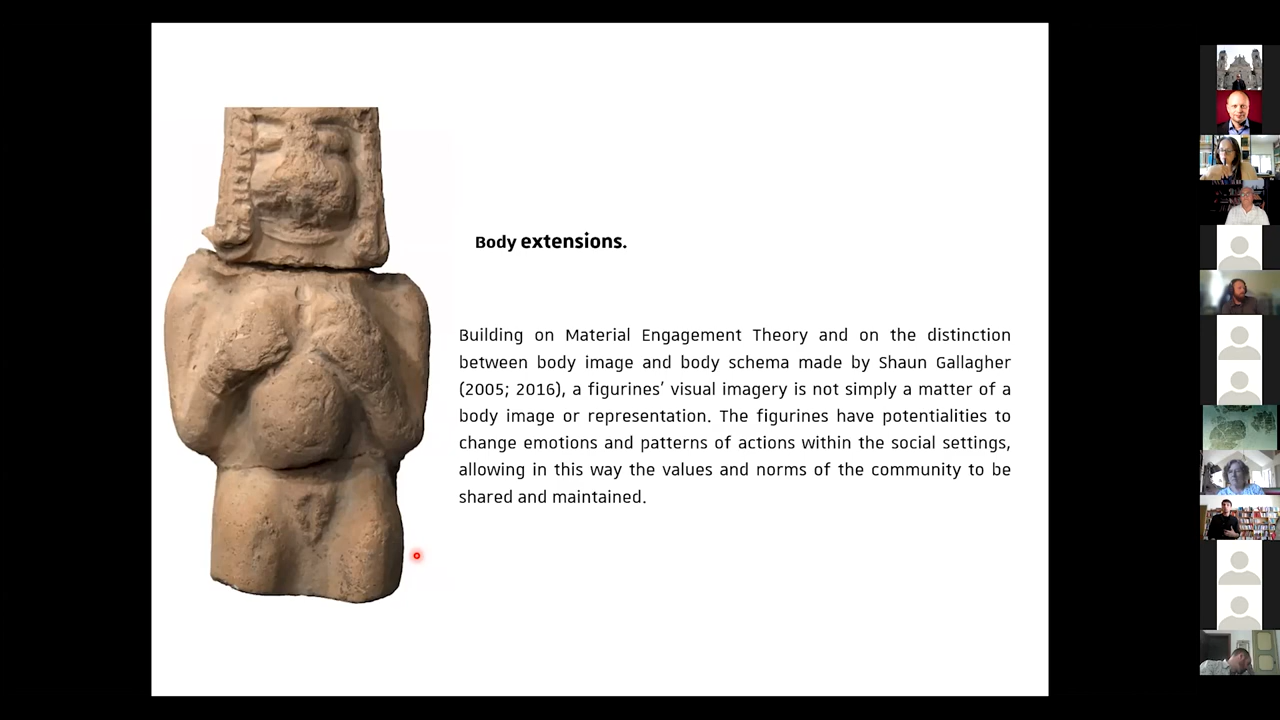 Body extensions.
Building on Material Engagement Theory and on the distinction
between body image and body schema made by Shaun Gallagher
(2005; 2016), a figurines' visual imagery is not simply a matter of a
body image or representation. The figurines have potentialities to
change emotions and patterns of actions within the social settings,
allowing in this way the values and norms of the community to be
shared and maintained.